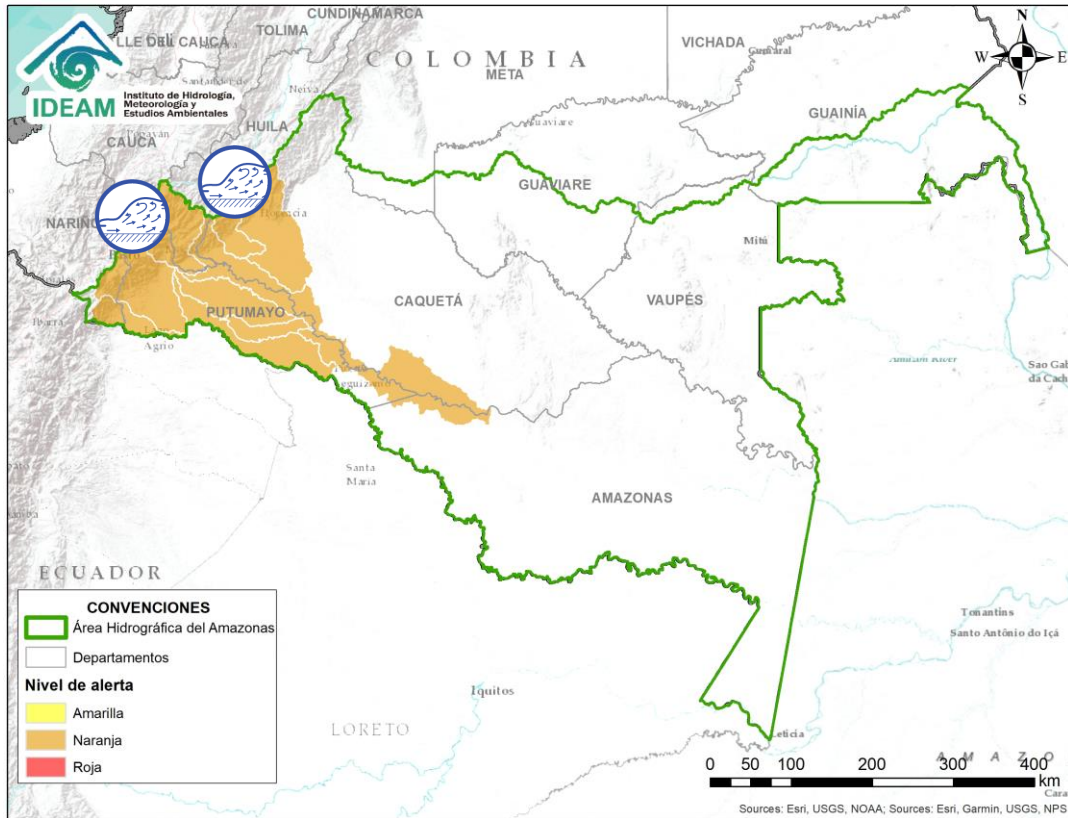 CUNDINAMARCA
TOLIMA
VICHADA
COLOMBIA
META
N
W E
S
IDEAM
Instituto de Hidrología,
Meteorología y
Estudios Ambientales
Neiva
HUILA
CAUCA
GUAINÍA
GUAVIARE
Mitú
VAUPÉS
CAQUETÁ
PUTUMAYO
Agrio
Santa
Maria
AMAZONAS
ECUADOR
Tonantins
Santo Antônio do Içá
Iquitos
LORETO
CONVENCIONES
Área Hidrográfica del Amazonas
Departamentos
Nivel de alerta
Amarilla
Naranja
Roja
0 50 100 200 300 400
km
Sources: Esri, USGS, NOAA; Sources: Esri, Garmin, USGS, NPS